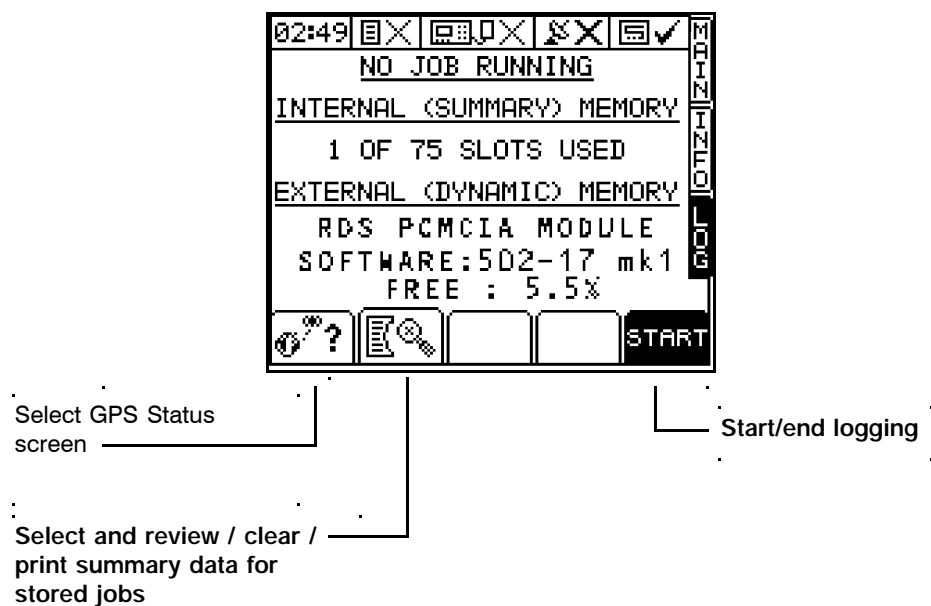 02:49
NO JOB RUNNING
INTERNAL (SUMMARY) MEMORY
1 OF 75 SLOTS USED
EXTERNAL (DYNAMIC) MEMORY
RDS PCMCIA MODULE
SOFTWARE:502-17 mk1
FREE : 5.5%
MAIN
INFO
LOG
?
START
Select GPS Status
screen
Start/end logging
Select and review / clear /
print summary data for
stored jobs